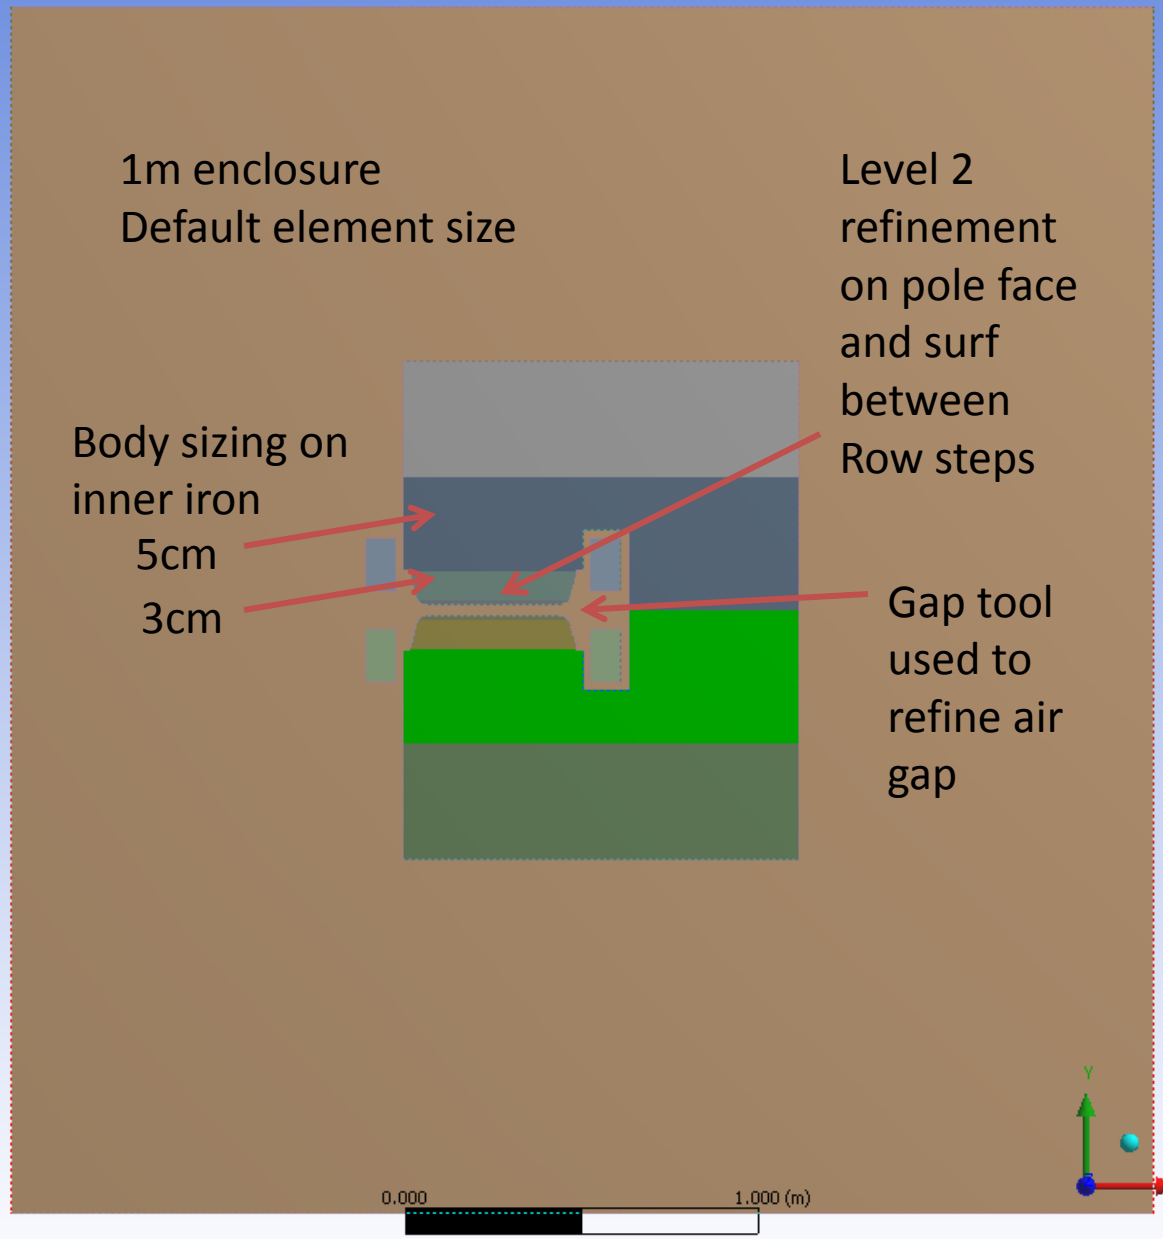 1m enclosure
Default element size
Level 2
refinement
on pole face
and surf
between
Row steps
Body sizing on
inner iron
5cm
3cm
Gap tool
used to
refine air
gap
Y
0.000
1.000 (m)